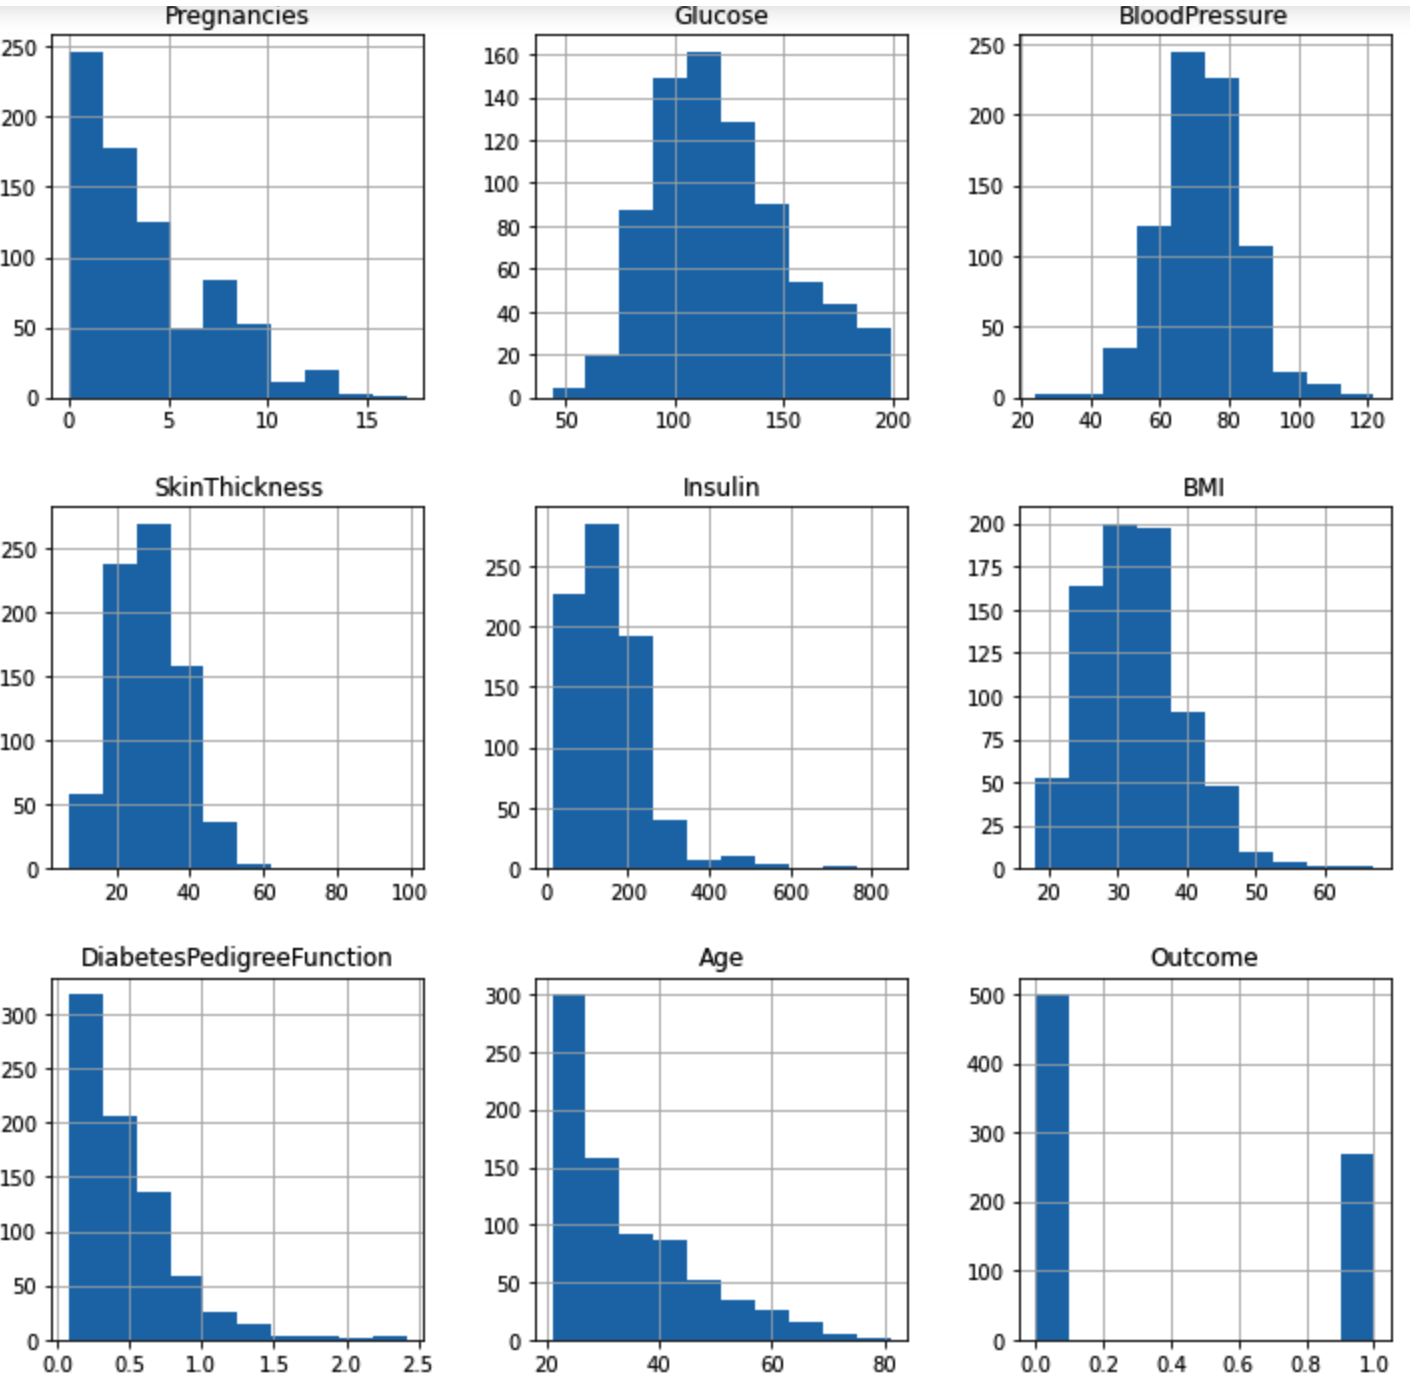 Pregnancies Glucose BloodPressure
250 200 150 100 50 0
0 5 10 15
160 140 120 100 80 60 40 20 0
50 100 150 200
250 200 150 100 50 0
20 40 60 80 100 120
SkinThickness Insulin BMI
250 200 150 100 50 0
20 40 60 80 100
250 200 150 100 50 0
0 200 400 600 800
200 175 150 125 100 75 50 25 0
20 30 40 50 60
DiabetesPedigreeFunction Age Outcome
300 250 200 150 100 50 0
0.0 0.5 1.0 1.5 2.0 2.5
300 250 200 150 100 50 0
20 40 60 80
500 400 300 200 100 0
0.0 0.2 0.4 0.6 0.8 1.0